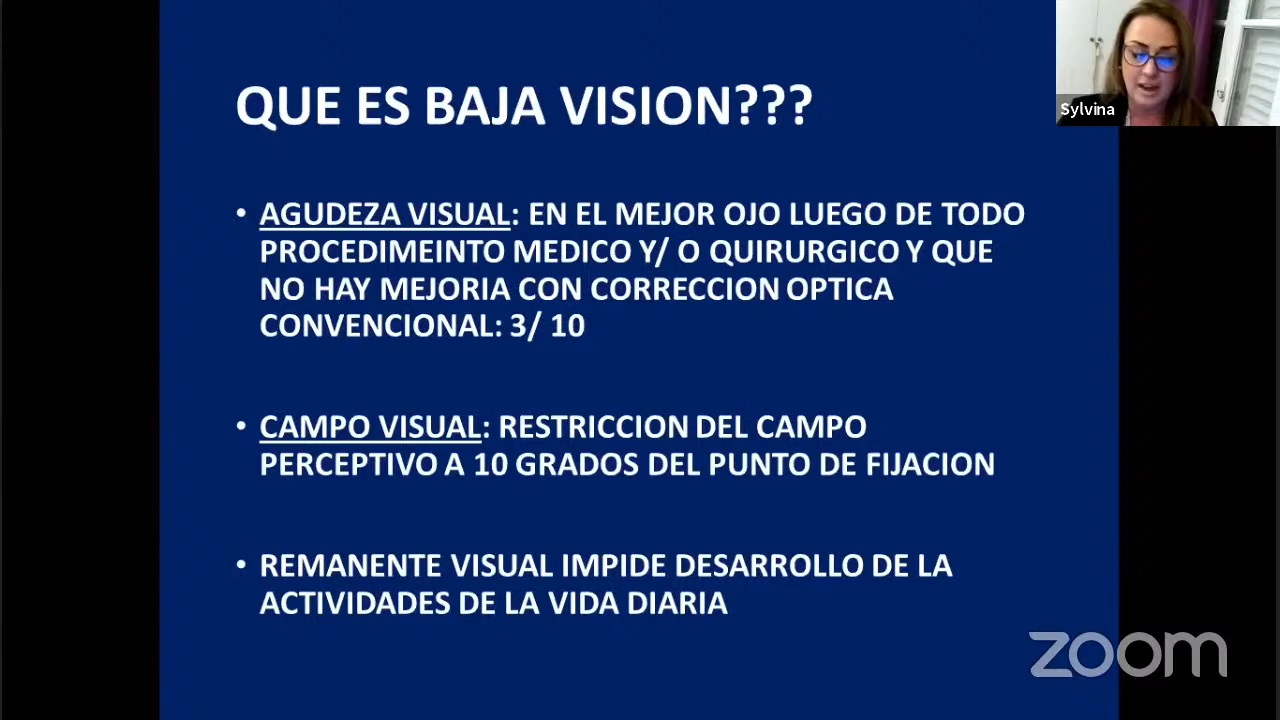 QUE ES BAJA VISION???
Sylvina
• AGUDEZA VISUAL: EN EL MEJOR OJO LUEGO DE TODO
PROCEDIMEINTO MEDICO Y/ O QUIRURGICO Y QUE
NO HAY MEJORIA CON CORRECCION OPTICA
CONVENCIONAL: 3/ 10
• CAMPO VISUAL: RESTRICCION DEL CAMPO
PERCEPTIVO A 10 GRADOS DEL PUNTO DE FIJACION
• REMANENTE VISUAL IMPIDE DESARROLLO DE LA
ACTIVIDADES DE LA VIDA DIARIA
zoom